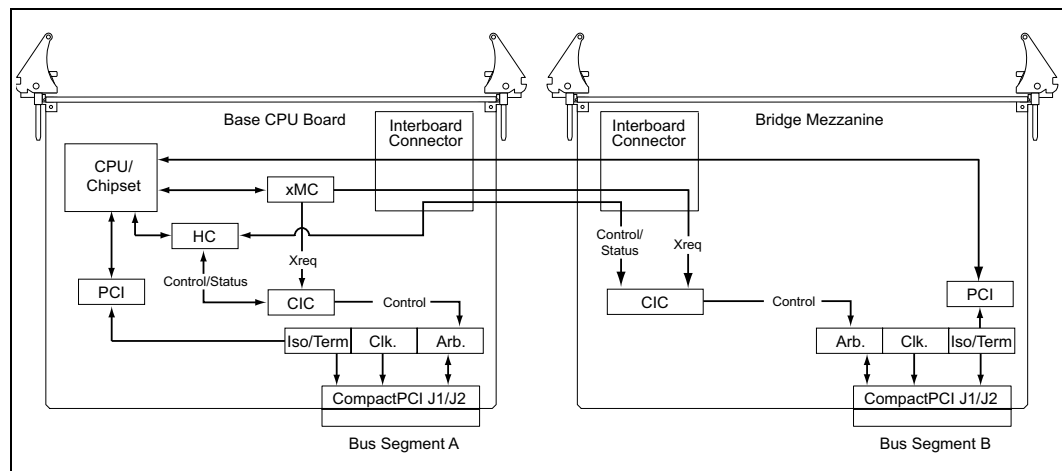 Base CPU Board
Interboard
Connector
CPU/
Chipset
xMC
HC
Xreq
Control/Status
PCI
CIC
Control
Iso/Term
Clk.
Arb.
CompactPCI J1/J2
Bus Segment A
Interboard
Connector
Bridge Mezzanine
Control/
Status
Xreq
CIC
Control
PCI
Arb.
Clk.
Iso/Term
CompactPCI J1/J2
Bus Segment B